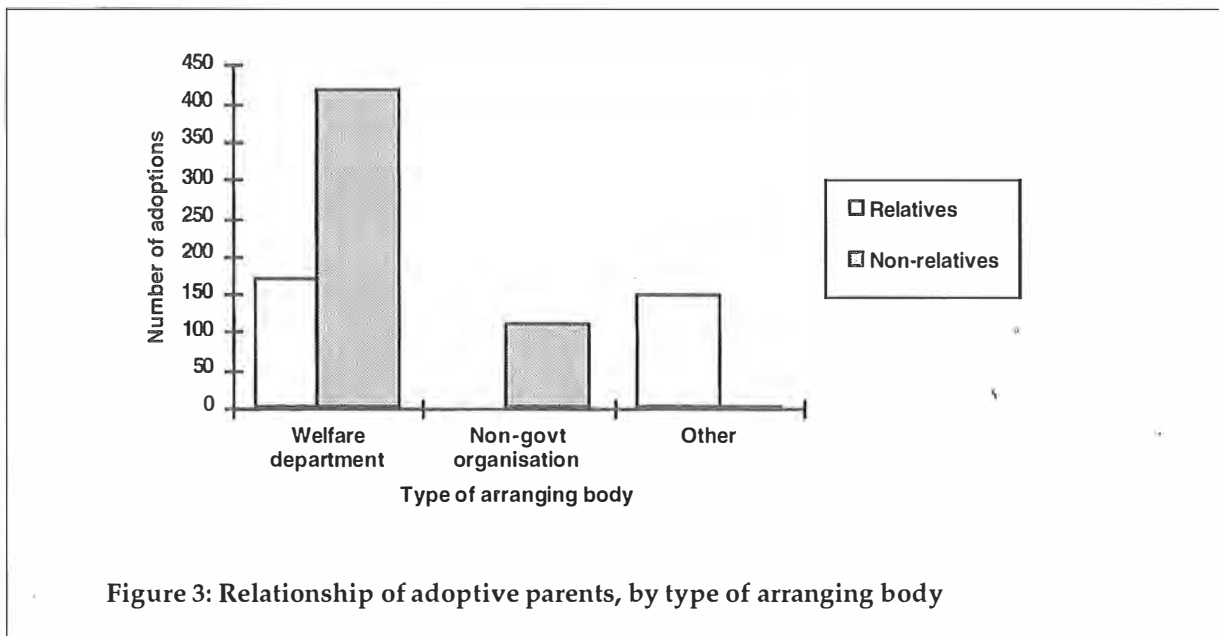 450
400
350
300
250
200
150
100
50
0
Number of adoptions
Welfare
department
Non-govt
organisation
Other
Type of arranging body
Relatives
Non-relatives
Figure 3: Relationship of adoptive parents, by type of arranging body